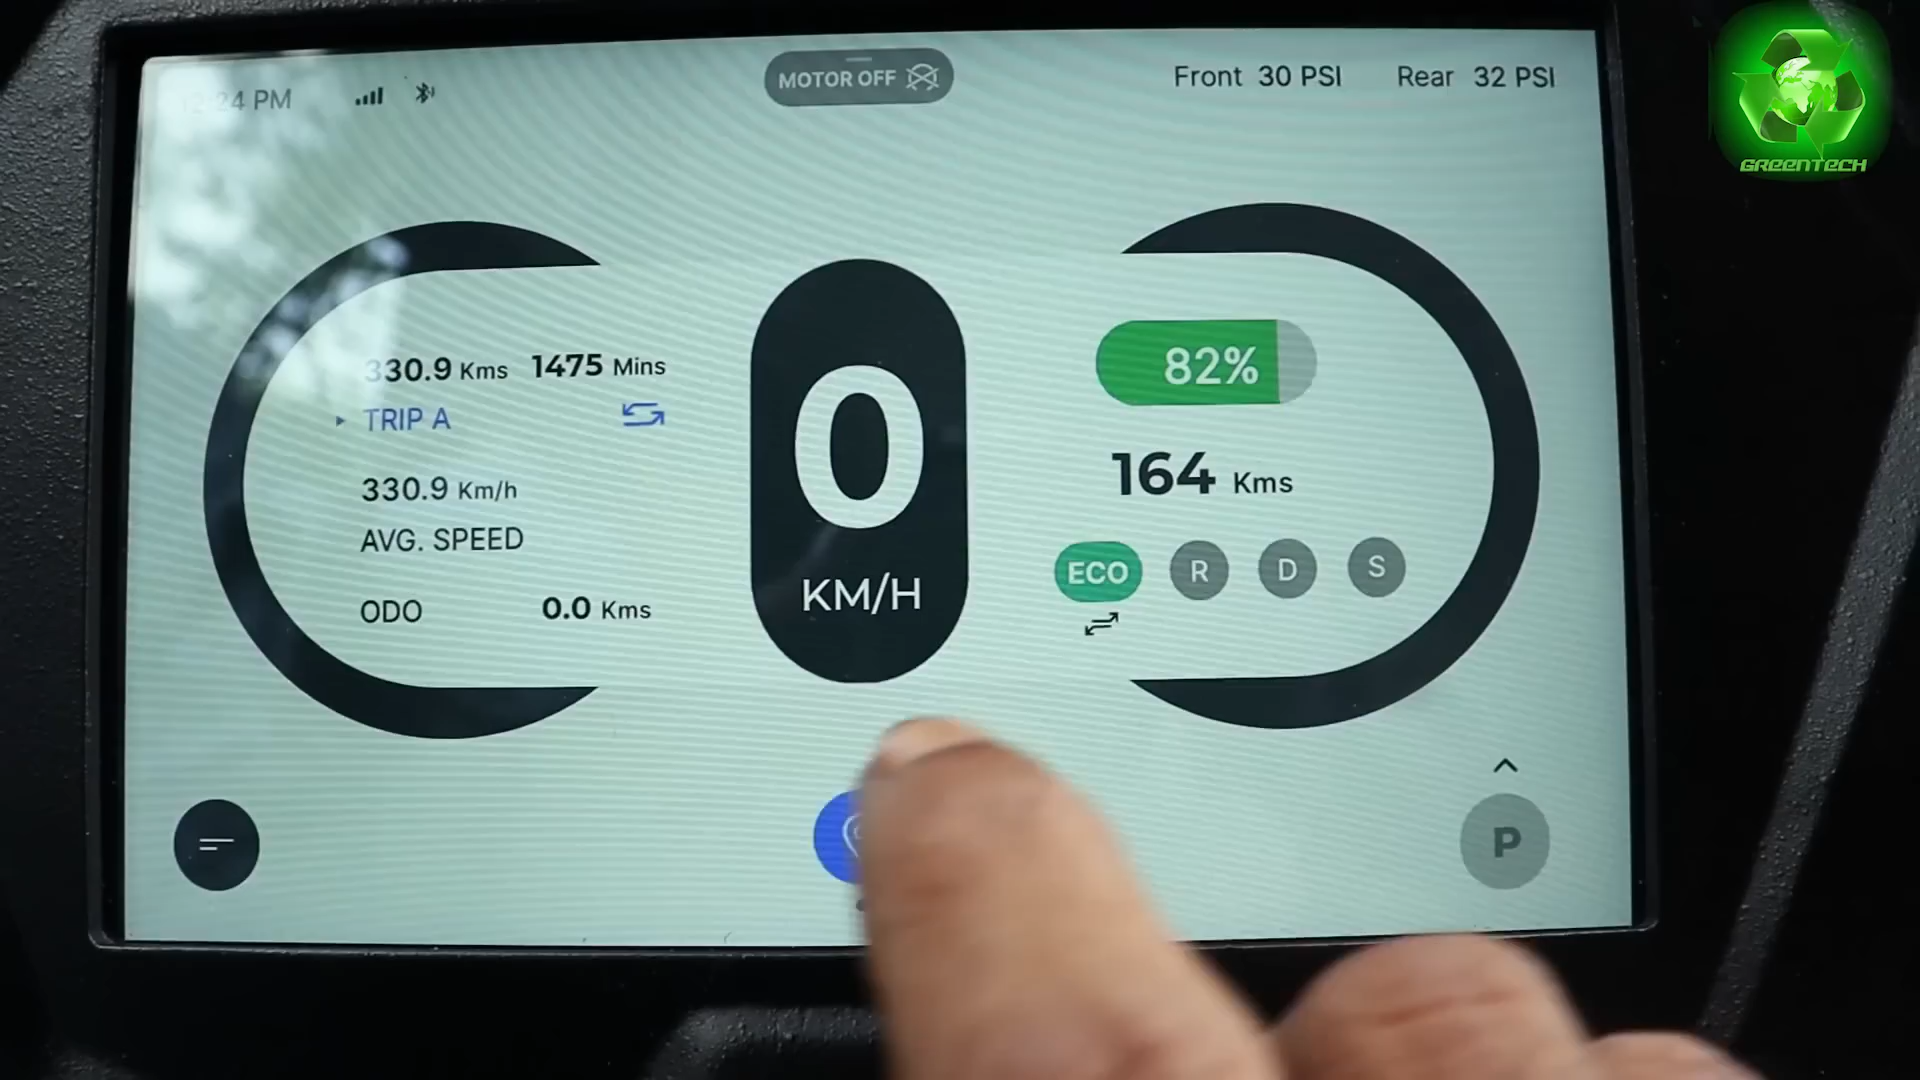 12:24 PM
MOTOR OFF
Front 30 PSI Rear 32 PSI
GREENTECH
330.9 Kms 1475 Mins
TRIP A
330.9 Km/h
AVG. SPEED
ODO 0.0 Kms
0
KM/H
82%
164 Kms
ECO R D S
P